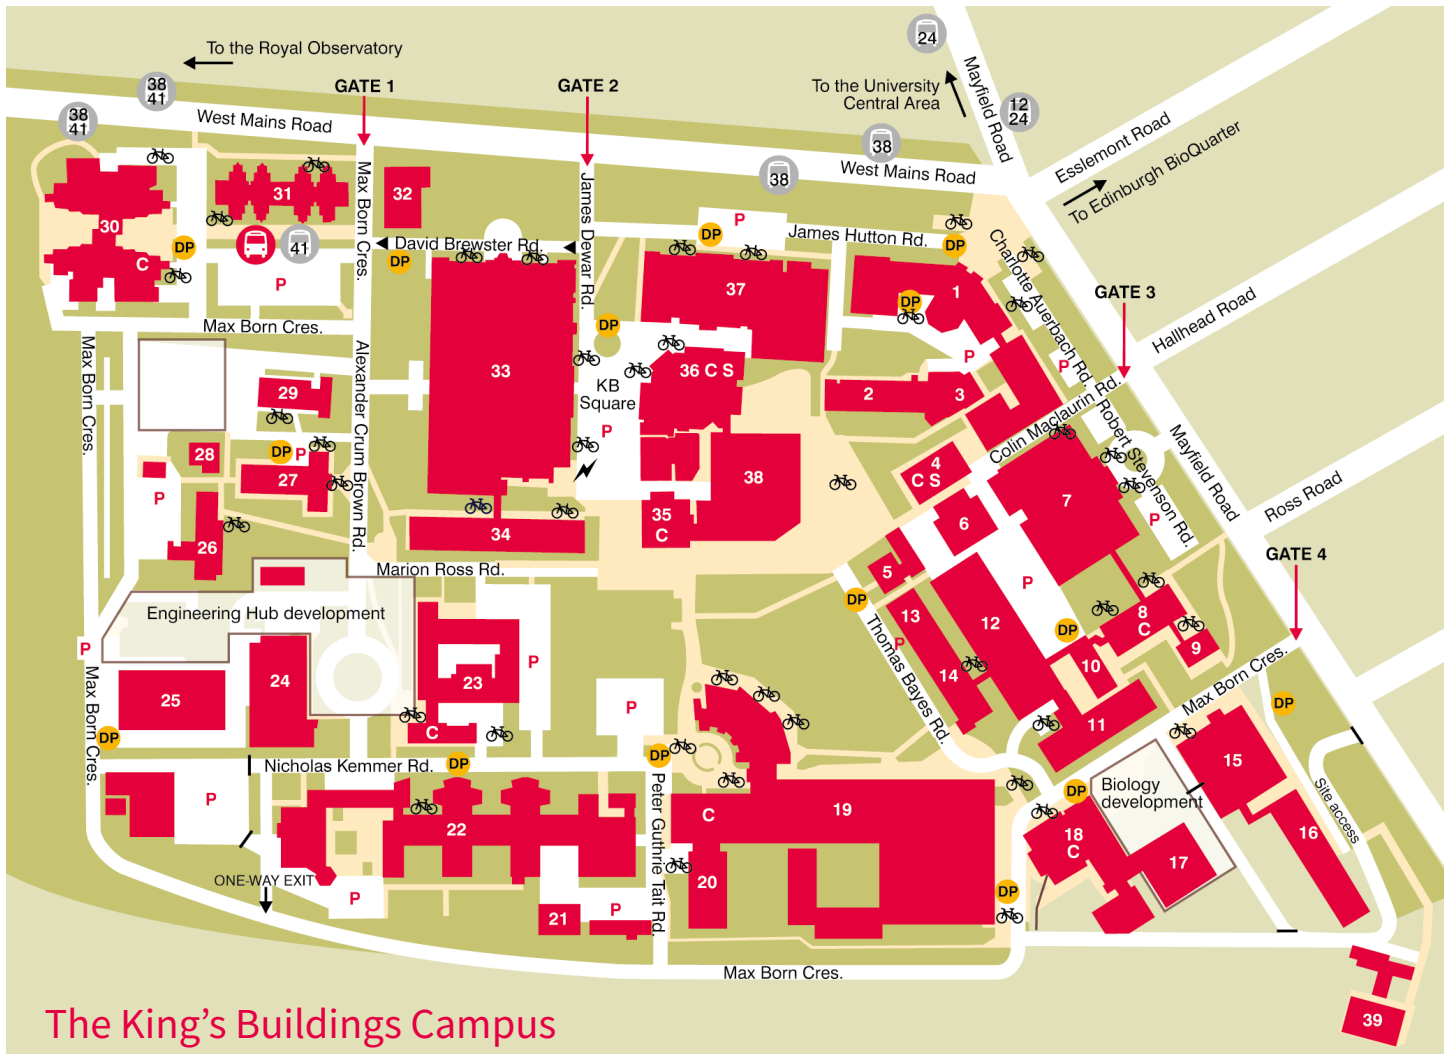 To the Royal Observatory
38
41
38
41
GATE 1
GATE 2
West Mains Road
24
To the University
Central Area
Mayfield Road
12
24
38
38
West Mains Road
Esslemont Road
To Edinburgh BioQuarter
31
32
30
C
DP
41
P
Max Born Cres.
David Brewster Rd.
DP
James Dewar Rd.
DP
P
James Hutton Rd.
DP
Charlotte Auerbach Rd.
GATE 3
Hallhead Road
37
1
DP
Max Born Cres.
Max Born Cres.
Alexander Crum Brown Rd.
33
DP
KB
Square
P
36 C S
2
3
P
P
Colin Maclaurin Rd.
Robert Stevenson Rd.
Mayfield Road
Ross Road
29
28
DP
P
27
P
26
38
35
C
34
4
C S
6
7
P
P
GATE 4
Marion Ross Rd.
5
DP
13
P
14
12
DP
8
C
9
10
11
Thomas Bayes Rd.
Max Born Cres.
Engineering Hub development
P
25
24
23
P
C
P
Max Born Cres.
DP
Nicholas Kemmer Rd.
DP
DP
DP
15
Biology
development
DP
16
Site access
P
22
C
19
18
C
17
20
Peter Guthrie Tait Rd.
ONE-WAY EXIT
P
21
P
DP
Max Born Cres.
39
The King's Buildings Campus